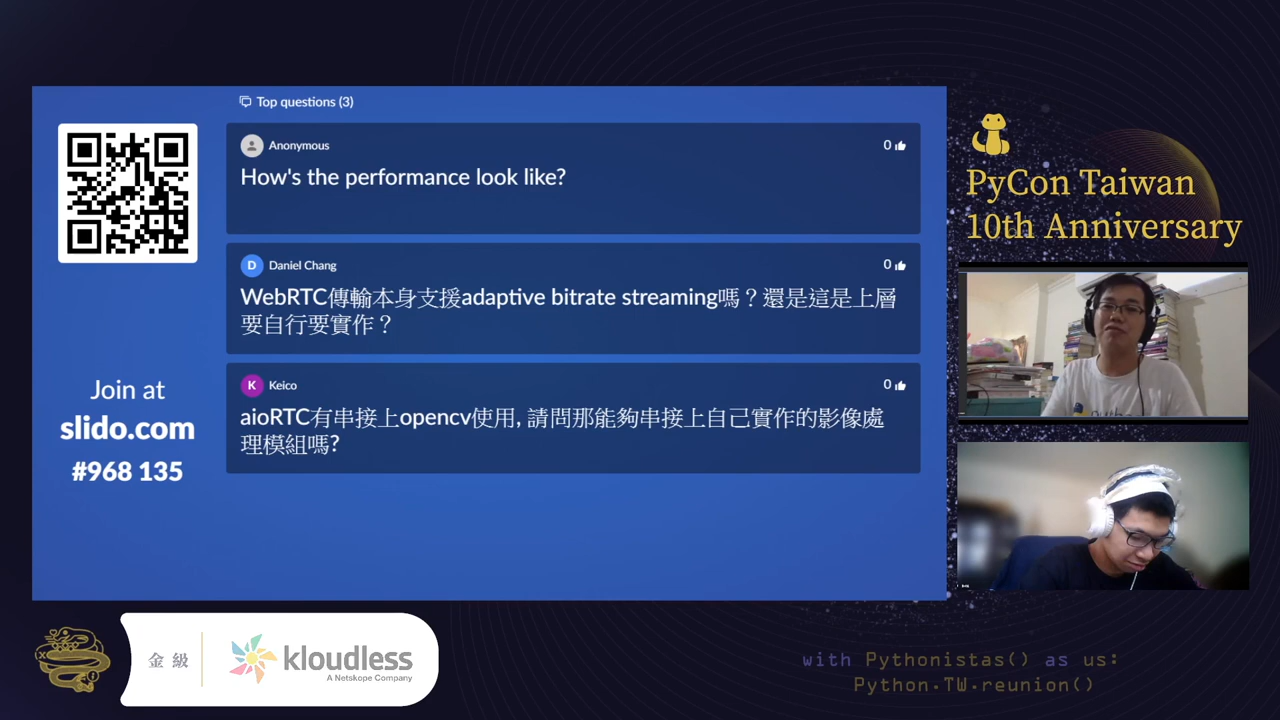 Top questions (3)
Anonymous
0
How's the performance look like?
D
Daniel Chang
0
WebRTC傳輸本身支援adaptive bitrate streaming嗎？還是這是上層
要自行要實作？
K
Keico
0
aioRTC有串接上opencv使用, 請問那能夠串接上自己實作的影像處
理模組嗎?
Join at
slido.com
#968 135
PyCon Taiwan
10th Anniversary
金級
kloudless
A Netskope Company
with Pythonistas() as us:
Python.TW.reunion()